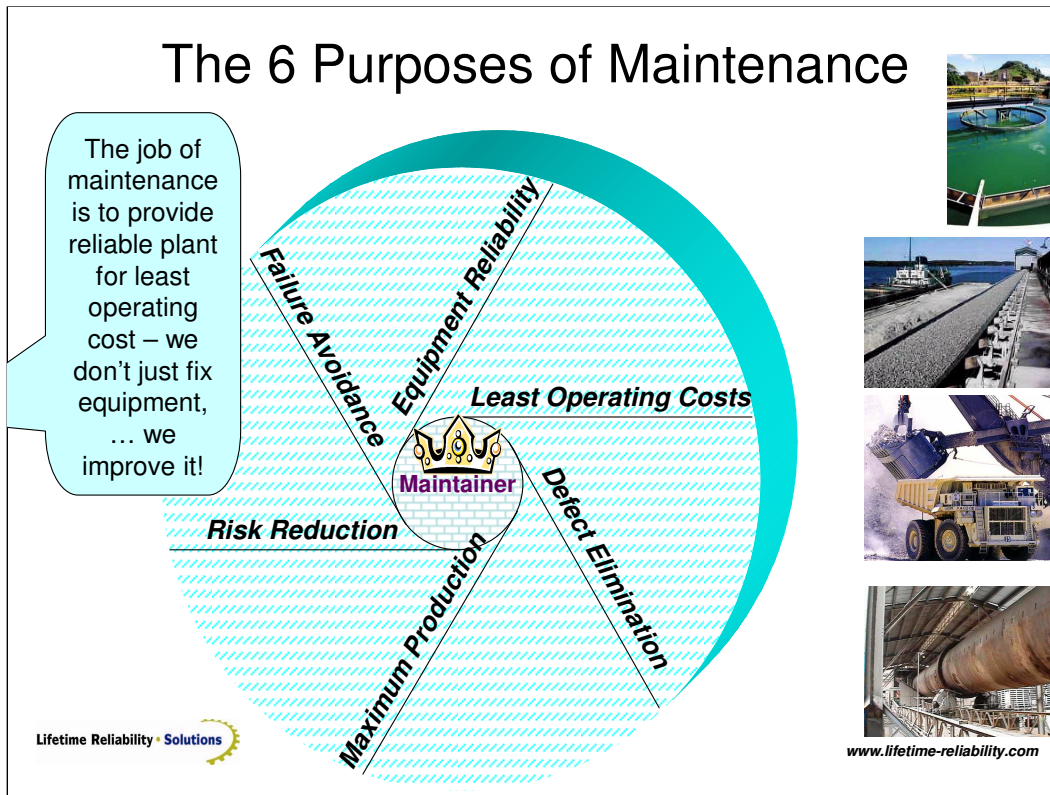 The 6 Purposes of Maintenance
The job of
maintenance
is to provide
reliable plant
for least
operating
cost – we
don't just fix
equipment,
… we
improve it!
Failure Avoidance
Equipment Reliability
Least Operating Costs
Maintainer
Risk Reduction
Defect Elimination
Maximum Production
Lifetime Reliability • Solutions
www.lifetime-reliability.com